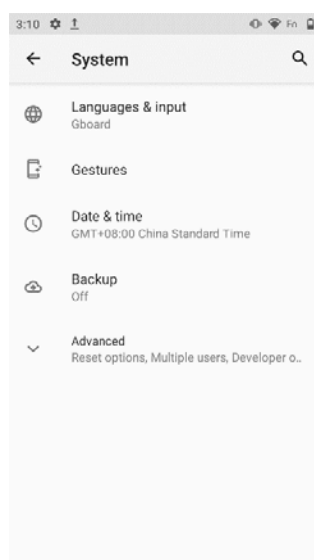 3:10 Fn
System
Languages & input
Gboard
Gestures
Date & time
GMT+08:00 China Standard Time
Backup
Off
Advanced
Reset options, Multiple users, Developer o..